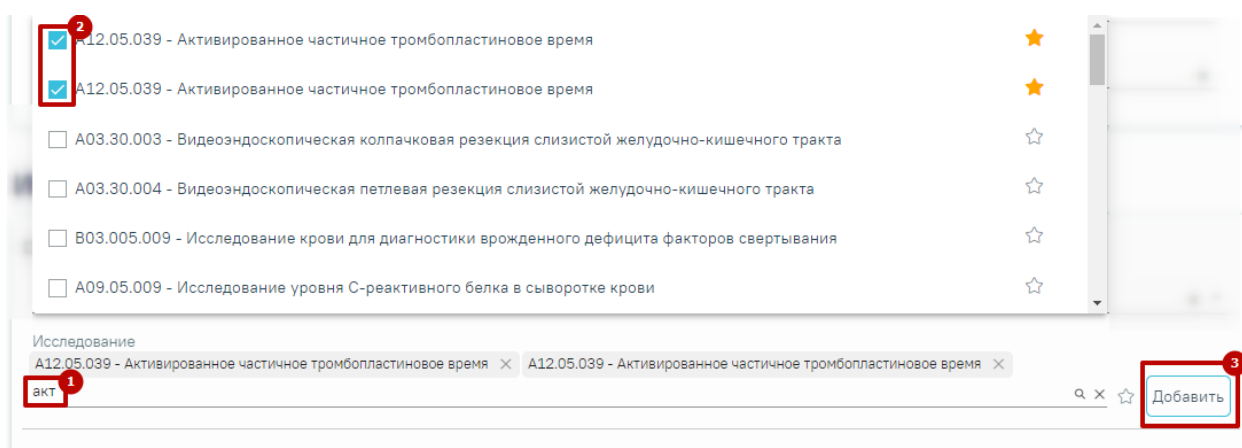 2
A12.05.039 - Активированное частичное тромбопластиновое время
A12.05.039 - Активированное частичное тромбопластиновое время
A03.30.003 - Видеоэндоскопическая колпачковая резекция слизистой желудочно-кишечного тракта
A03.30.004 - Видеоэндоскопическая петлевая резекция слизистой желудочно-кишечного тракта
B03.005.009 - Исследование крови для диагностики врожденного дефицита факторов свертывания
A09.05.009 - Исследование уровня С-реактивного белка в сыворотке крови
Исследование
A12.05.039 - Активированное частичное тромбопластиновое время × A12.05.039 - Активированное частичное тромбопластиновое время ×
акт 1
Добавить 3